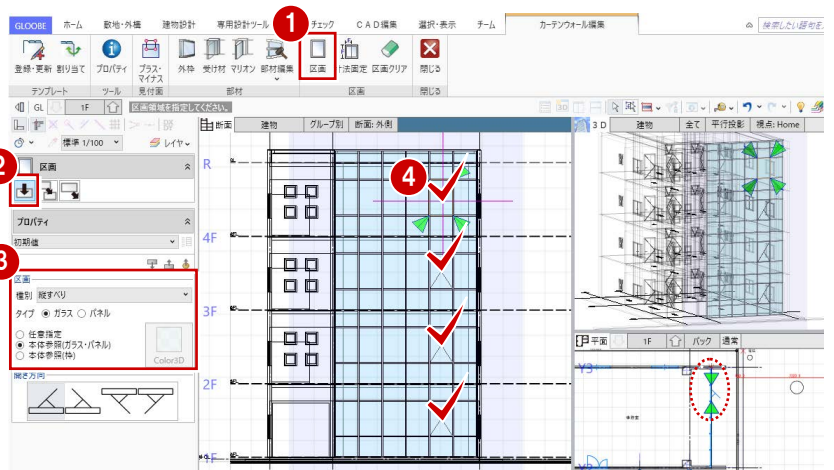 GLOOBE ホーム 敷地・外構 建物設計 専用設計ツール チェック CAD編集 選択・表示 チーム カーテンウォール編集 検索したい語句を入
1
登録・更新 割り当て プロパティ プラス・マイナス 外枠 受け材 マリオン 部材編集 区画 寸法固定 区画クリア 閉じる
テンプレート ツール 見付面 部材 区画 閉じる
GL 1F 区画領域を指定してください。
標準 1/100 レイヤ
断面 建物 グループ別 断面: 外側
3D 建物 全て 平行投影 視点: Home
2
区画
プロパティ
初期値
3
区画
種別 縦すべり
タイプ ガラス パネル
任意指定
本体参照(ガラス・パネル)
本体参照(枠)
Color3D
開き方向
R
4
4F
3F
2F
1F
平面 1F バック 通常
Y3
Y2